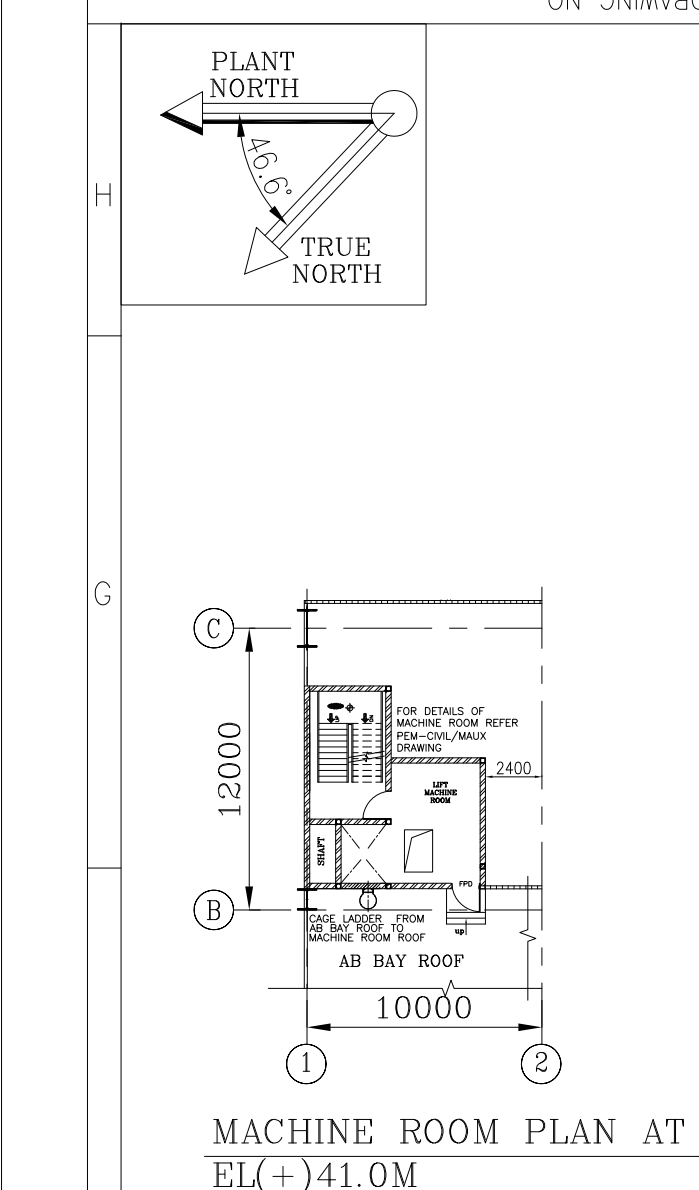 DRAWING NO
PLANT
NORTH
46.6°
TRUE
NORTH
H
G
C
12000
FOR DETAILS OF
MACHINE ROOM REFER
PEM-CIVIL/MAUX
DRAWING
2400
LIFT
MACHINE
ROOM
SHAFT
FPD
B
CAGE LADDER FROM
AB BAY ROOF TO
MACHINE ROOM ROOF
up
AB BAY ROOF
10000
1
2
MACHINE ROOM PLAN AT
EL(+)41.0M